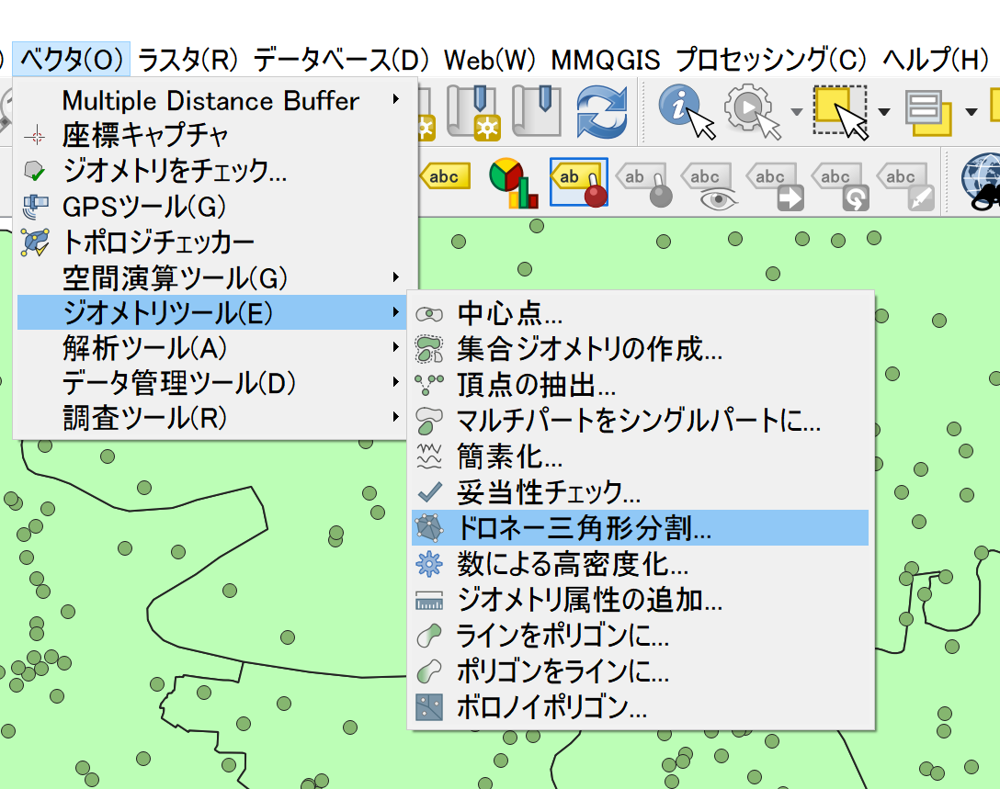 ) ベクタ(O) ラスタ(R) データベース(D) Web(W) MMQGIS プロセッシング(C) ヘルプ(H)
Multiple Distance Buffer
座標キャプチャ
ジオメトリをチェック...
GPSツール(G)
トポロジチェッカー
空間演算ツール(G)
ジオメトリツール(E)
解析ツール(A)
データ管理ツール(D)
調査ツール(R)
abc ab ab abc abc abc abc
中心点...
集合ジオメトリの作成...
頂点の抽出...
マルチパートをシングルパートに...
簡素化...
妥当性チェック...
ドロネー三角形分割...
数による高密度化...
ジオメトリ属性の追加...
ラインをポリゴンに...
ポリゴンをラインに...
ボロノイポリゴン...